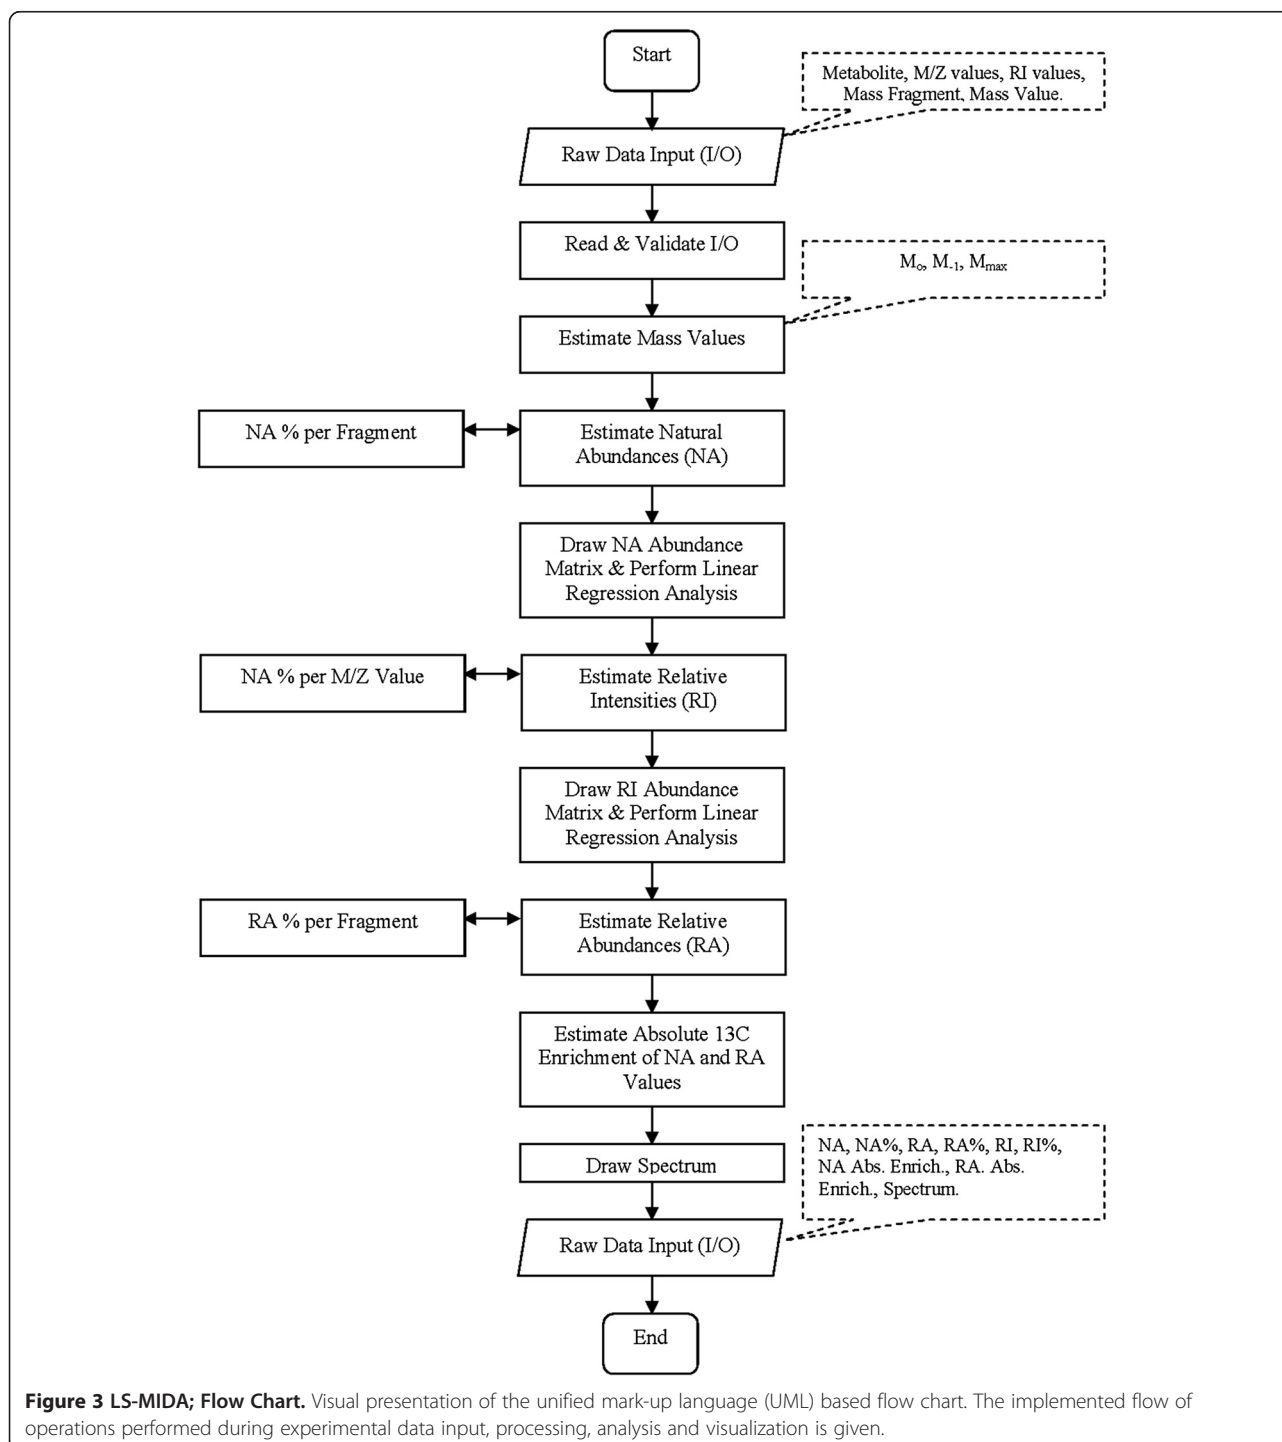 Start
Metabolite, M/Z values, RI values,
Mass Fragment, Mass Value.
Raw Data Input (I/O)
Read & Validate I/O
Mo, M-1, Mmax
Estimate Mass Values
NA % per Fragment
Estimate Natural
Abundances (NA)
Draw NA Abundance
Matrix & Perform Linear
Regression Analysis
NA % per M/Z Value
Estimate Relative
Intensities (RI)
Draw RI Abundance
Matrix & Perform Linear
Regression Analysis
RA % per Fragment
Estimate Relative
Abundances (RA)
Estimate Absolute 13C
Enrichment of NA and RA
Values
Draw Spectrum
NA, NA%, RA, RA%, RI, RI%,
NA Abs. Enrich., RA. Abs.
Enrich., Spectrum.
Raw Data Input (I/O)
End
Figure 3 LS-MIDA; Flow Chart. Visual presentation of the unified mark-up language (UML) based flow chart. The implemented flow of
operations performed during experimental data input, processing, analysis and visualization is given.